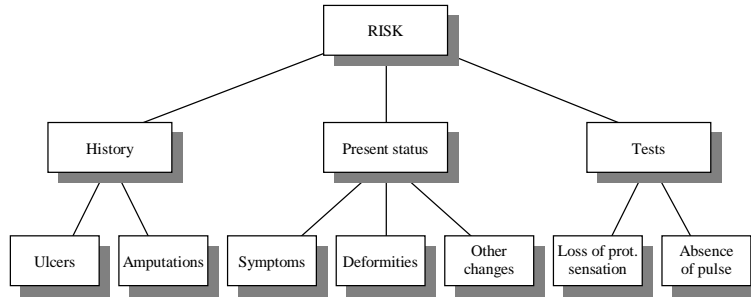 RISK
History
Present status
Tests
Ulcers
Amputations
Symptoms
Deformities
Other
changes
Loss of prot.
sensation
Absence
of pulse